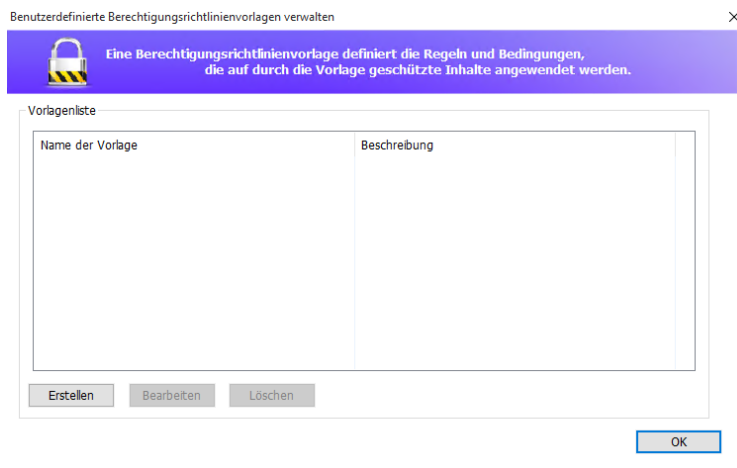 Benutzerdefinierte Berechtigungsrichtlinienvorlagen verwalten
Eine Berechtigungsrichtlinienvorlage definiert die Regeln und Bedingungen,
die auf durch die Vorlage geschützte Inhalte angewendet werden.
Vorlagenliste
Name der Vorlage Beschreibung
Erstellen Bearbeiten Löschen
OK